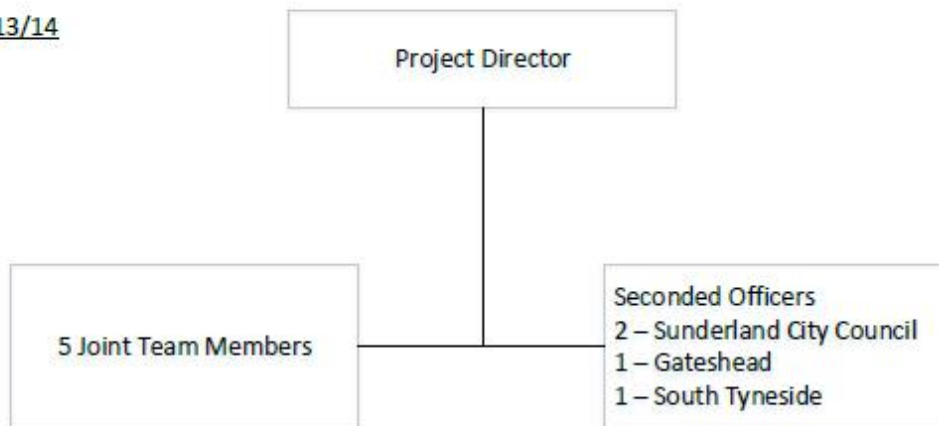 13/14
Project Director
5 Joint Team Members
Seconded Officers
2 – Sunderland City Council
1 – Gateshead
1 – South Tyneside